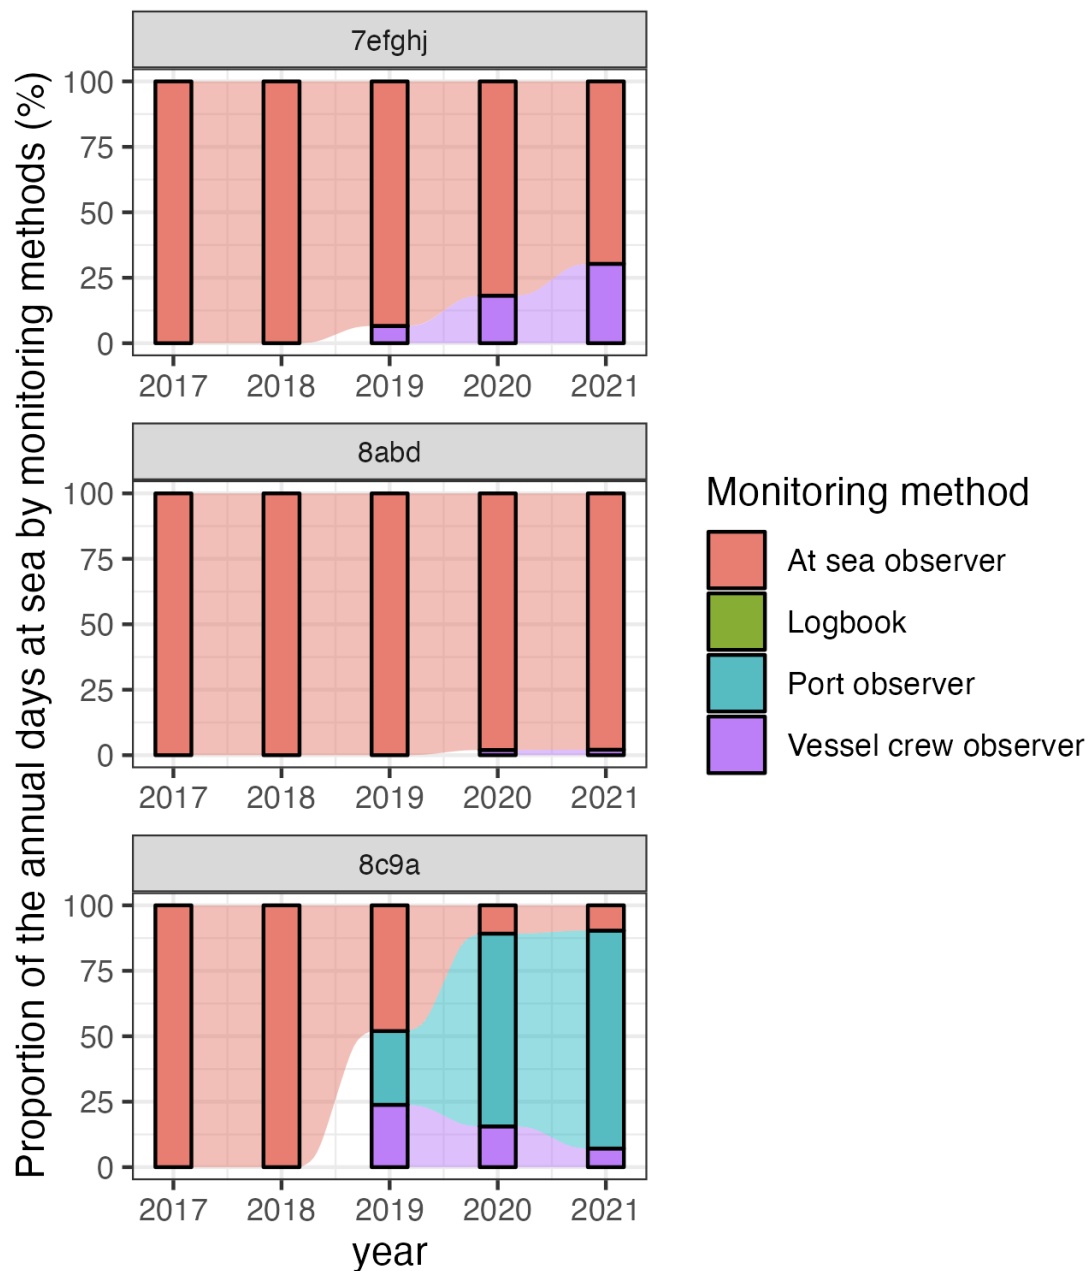 Proportion of the annual days at sea by monitoring methods (%)
7efghj
100
75
50
25
0
2017 2018 2019 2020 2021
8abd
100
75
50
25
0
2017 2018 2019 2020 2021
8c9a
100
75
50
25
0
2017 2018 2019 2020 2021
year
Monitoring method
At sea observer
Logbook
Port observer
Vessel crew observer